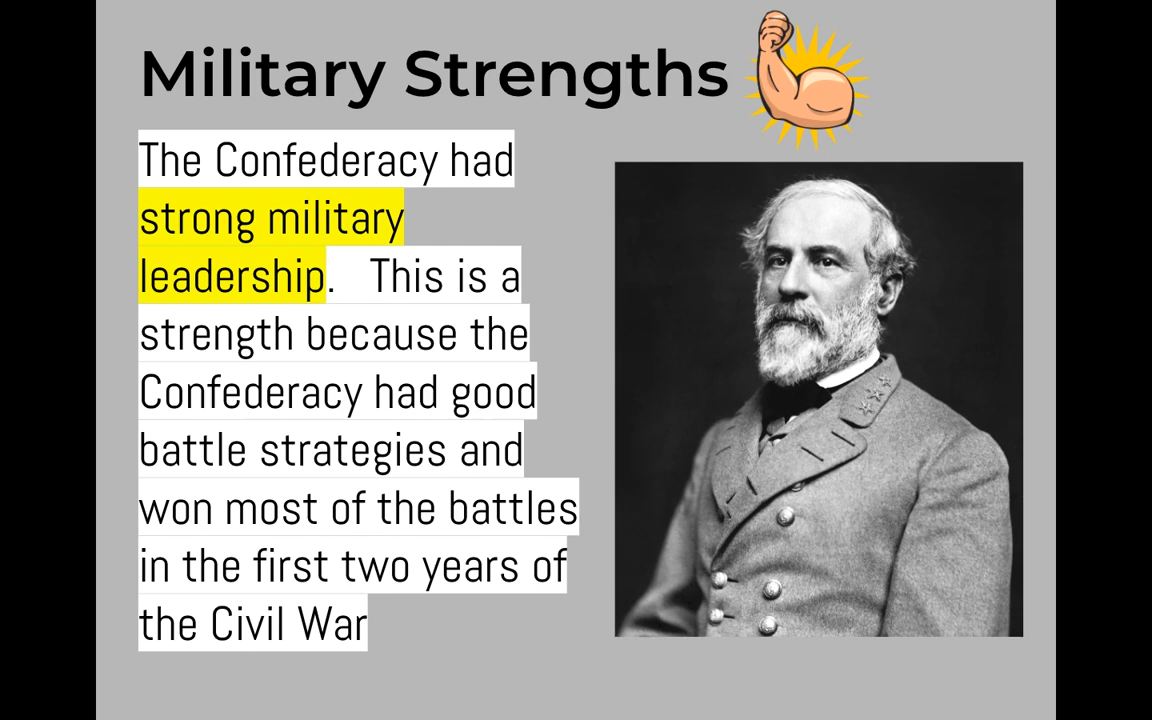 Military Strengths
The Confederacy had
strong military
leadership.   This is a
strength because the
Confederacy had good
battle strategies and
won most of the battles
in the first two years of
the Civil War